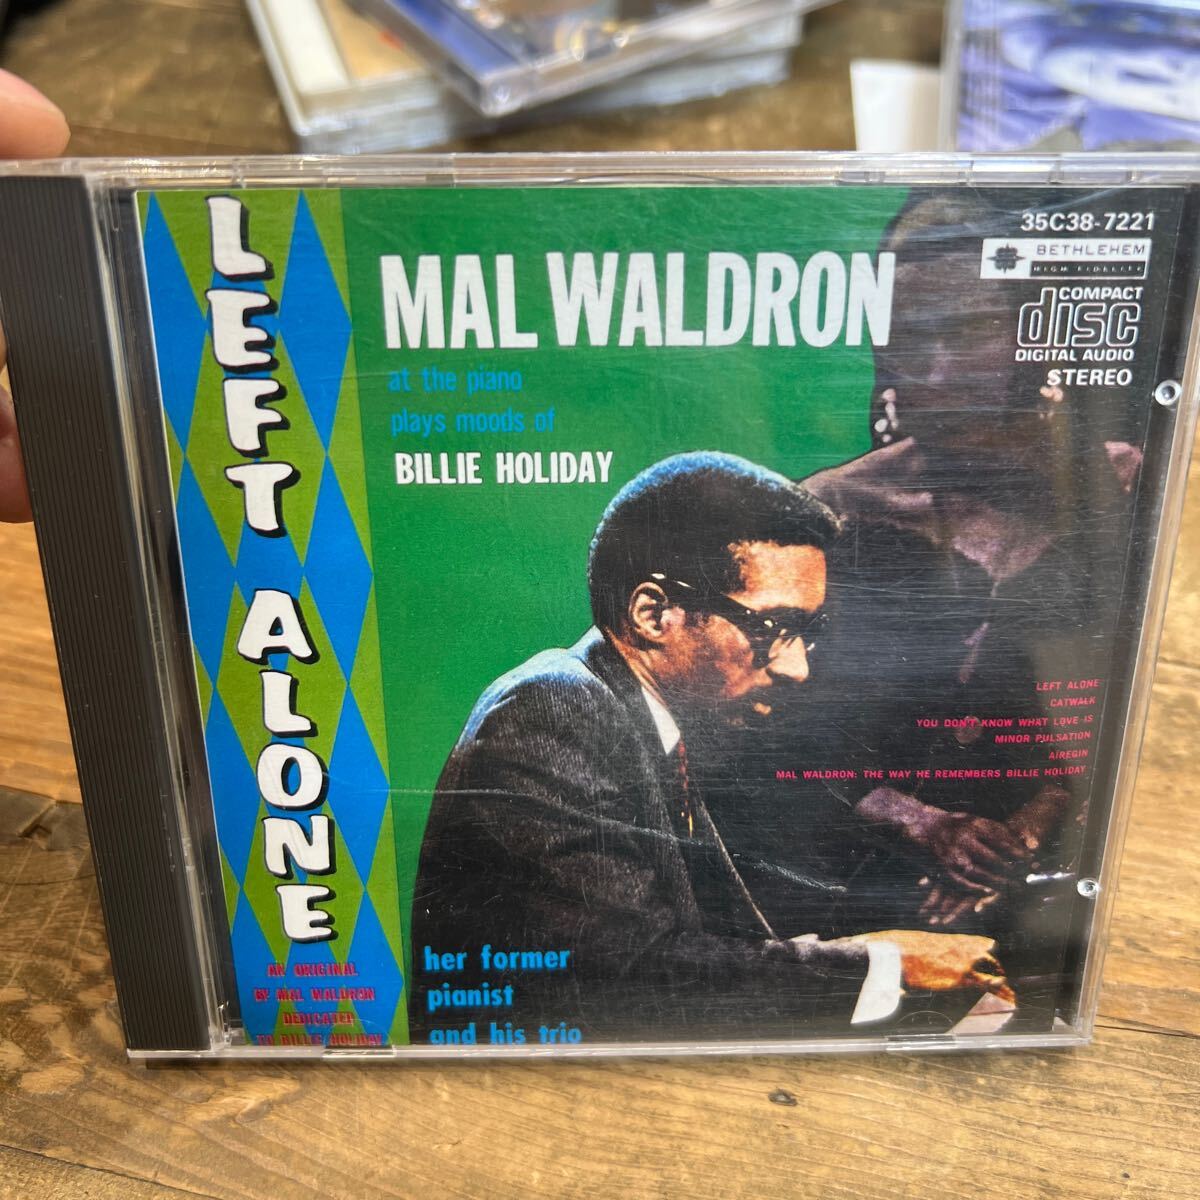 LEFT ALONE
AN ORIGINAL
BY MAL WALDRON
DEDICATED
TO BILLIE HOLIDAY
MAL WALDRON
at the piano
plays moods of
BILLIE HOLIDAY
35C38-7221
BETHLEHEM
HIGH FIDELITY
COMPACT
disc
DIGITAL AUDIO
STEREO
LEFT ALONE
CATWALK
YOU DON'T KNOW WHAT LOVE IS
MINOR PULSATION
AIREGIN
MAL WALDRON: THE WAY HE REMEMBERS BILLIE HOLIDAY
her former
pianist
and his trio